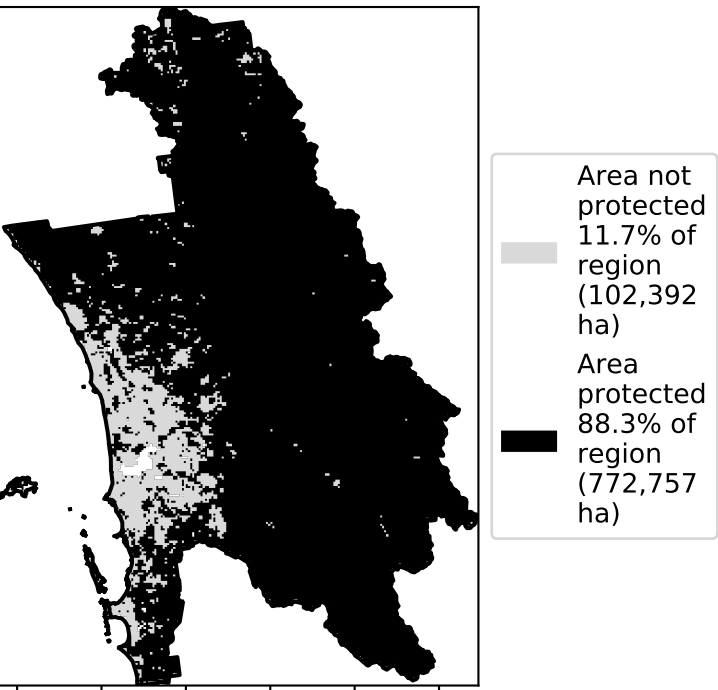 Area not
protected
11.7% of
region
(102,392
ha)
Area
protected
88.3% of
region
(772,757
ha)